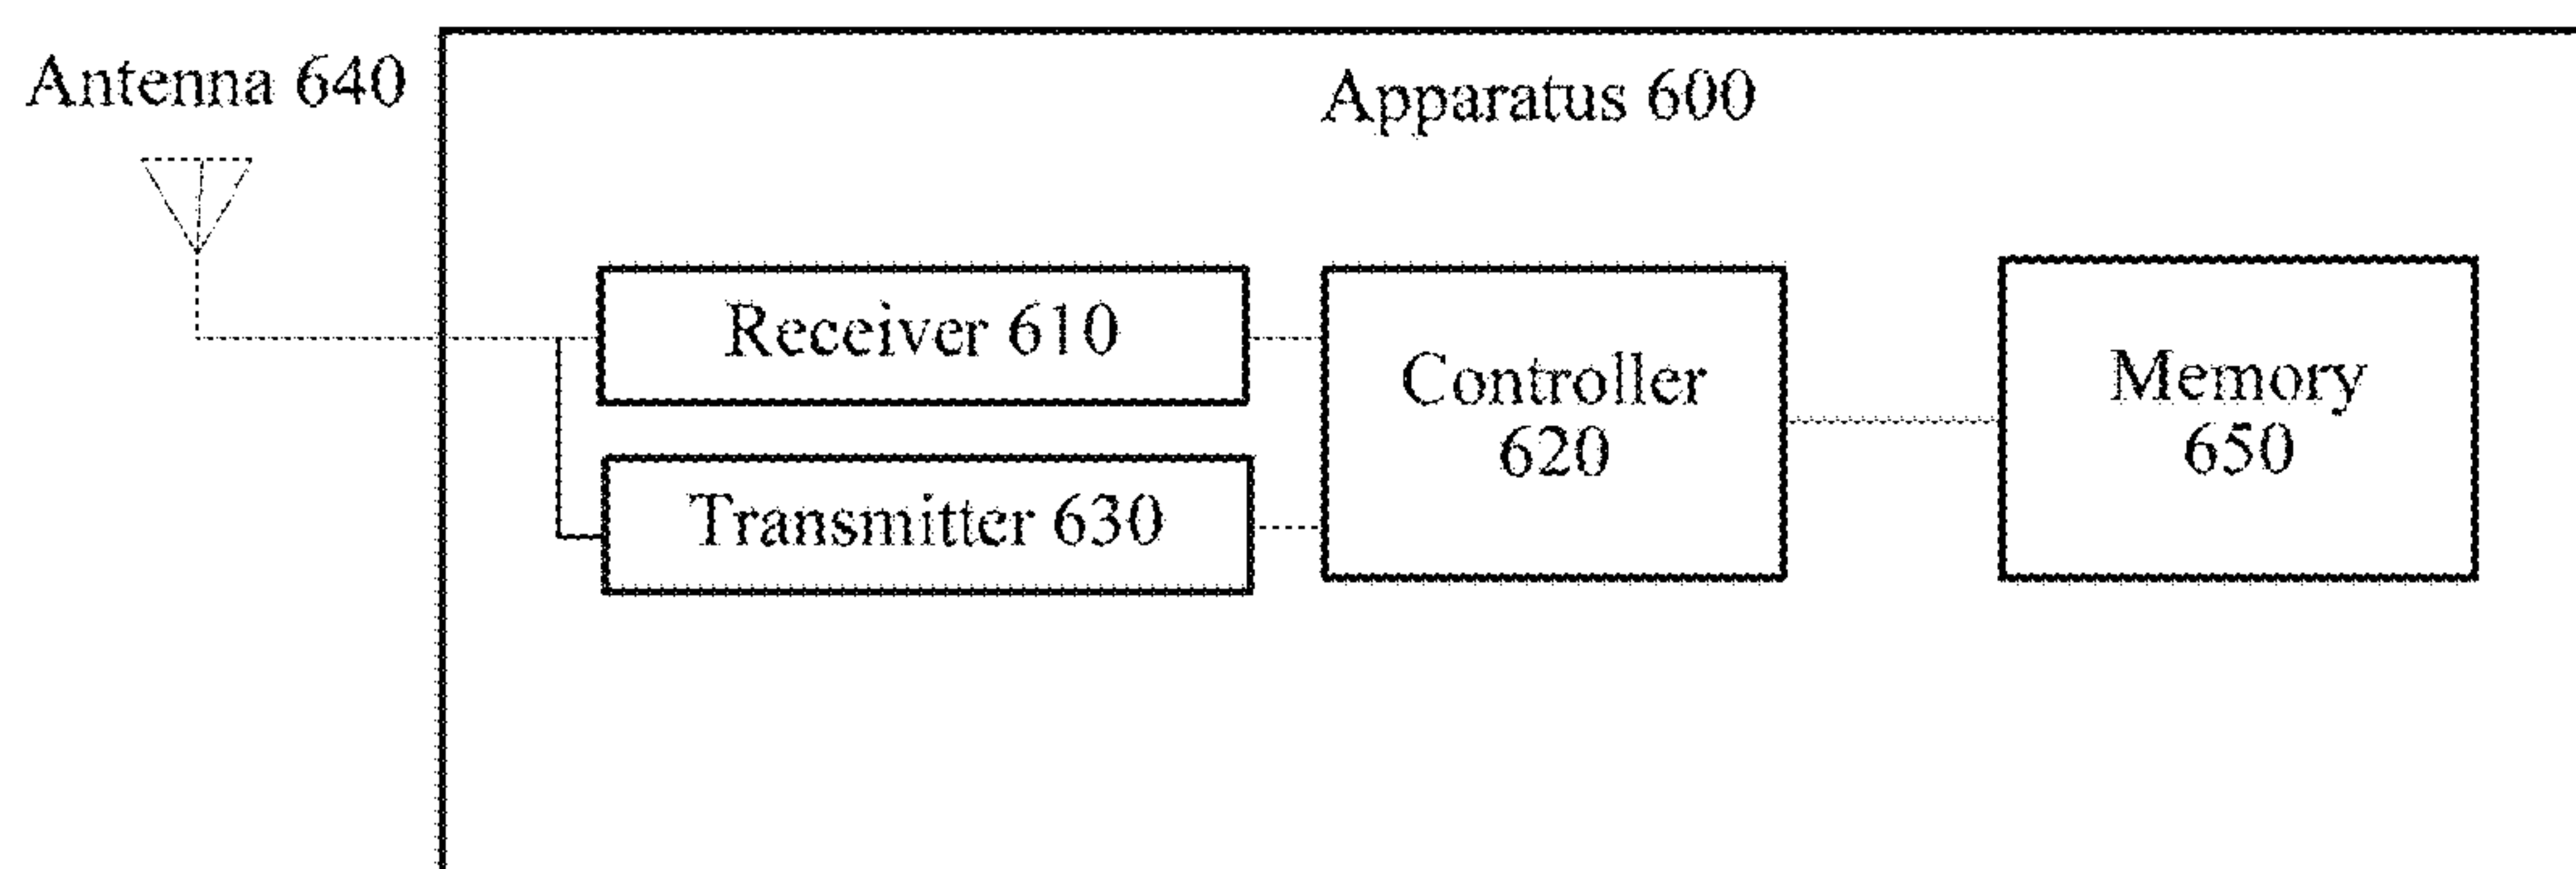 Antenna 640
Apparatus 600
Receiver 610
Transmitter 630
Controller
620
Memory
650